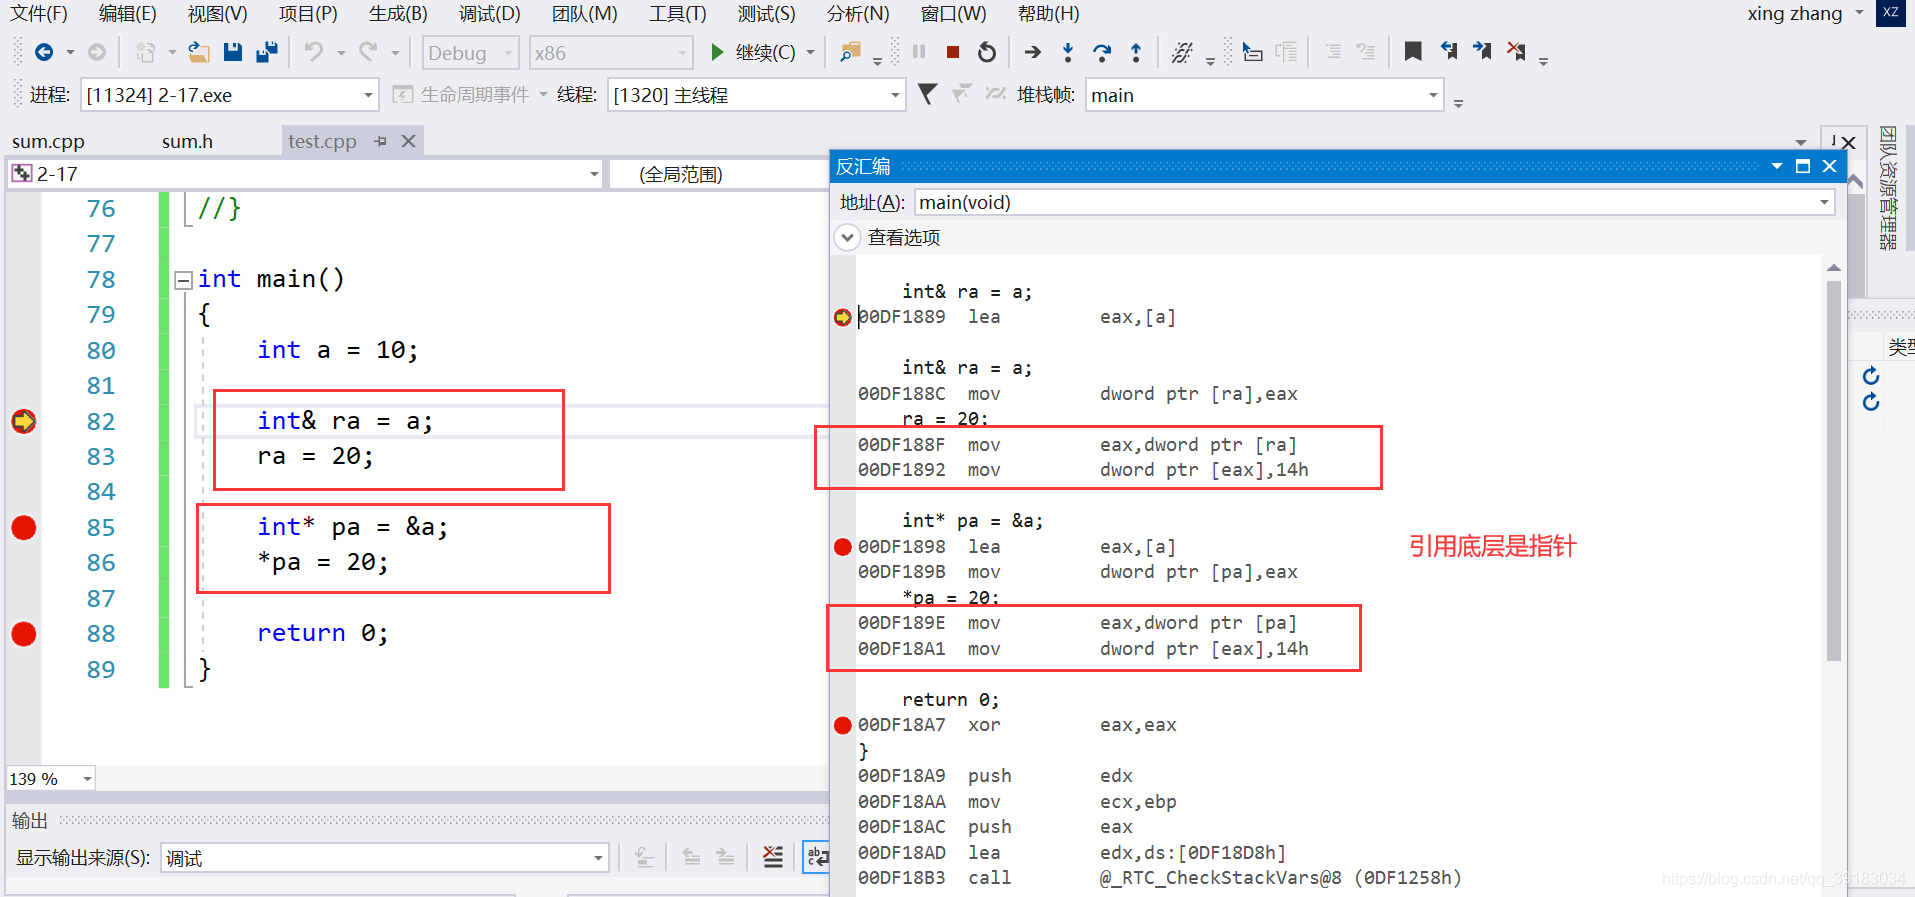 文件(F) 编辑(E) 视图(V) 项目(P) 生成(B) 调试(D) 团队(M) 工具(T) 测试(S) 分析(N) 窗口(W) 帮助(H) xing zhang XZ
Debug x86 继续(C)
进程: [11324] 2-17.exe 生命周期事件 线程: [1320] 主线程 堆栈帧: main
sum.cpp sum.h test.cpp
2-17 (全局范围)
76 //}
77
78 int main()
79 {
80 int a = 10;
81
82 int& ra = a;
83 ra = 20;
84
85 int* pa = &a;
86 *pa = 20;
87
88 return 0;
89 }
139 %
输出
显示输出来源(S): 调试
反汇编
地址(A): main(void)
查看选项
int& ra = a;
00DF1889 lea eax,[a]
int& ra = a;
00DF188C mov dword ptr [ra],eax
ra = 20;
00DF188F mov eax,dword ptr [ra]
00DF1892 mov dword ptr [eax],14h
int* pa = &a;
00DF1898 lea eax,[a]
00DF189B mov dword ptr [pa],eax
*pa = 20;
00DF189E mov eax,dword ptr [pa]
00DF18A1 mov dword ptr [eax],14h
return 0;
00DF18A7 xor eax,eax
}
00DF18A9 push edx
00DF18AA mov ecx,ebp
00DF18AC push eax
00DF18AD lea edx,ds:[0DF18D8h]
00DF18B3 call @_RTC_CheckStackVars@8 (0DF1258h)
引用底层是指针
团队资源管理器
类型
https://blog.csdn.net/qq_39183034